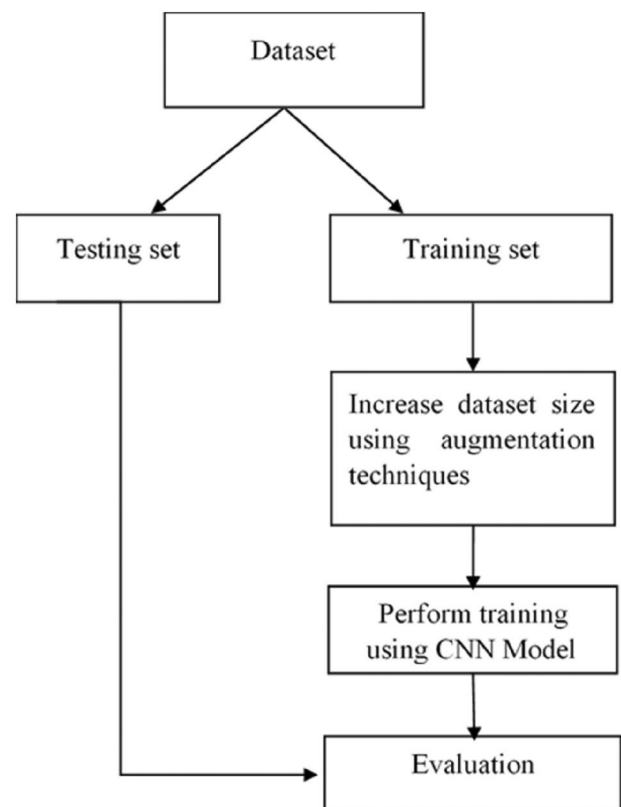 Dataset
Testing set
Training set
Increase dataset size
using augmentation
techniques
Perform training
using CNN Model
Evaluation